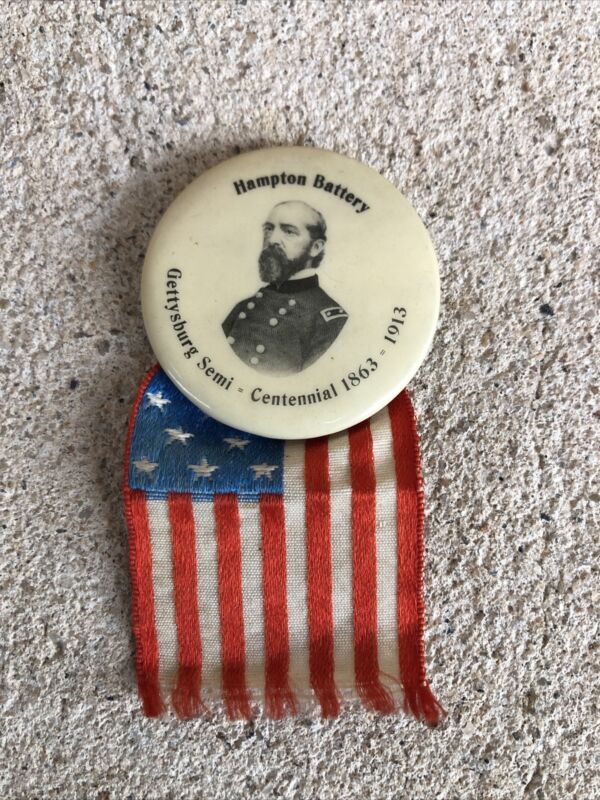 Hampton Battery
Gettysburg Semi = Centennial 1863 = 1913